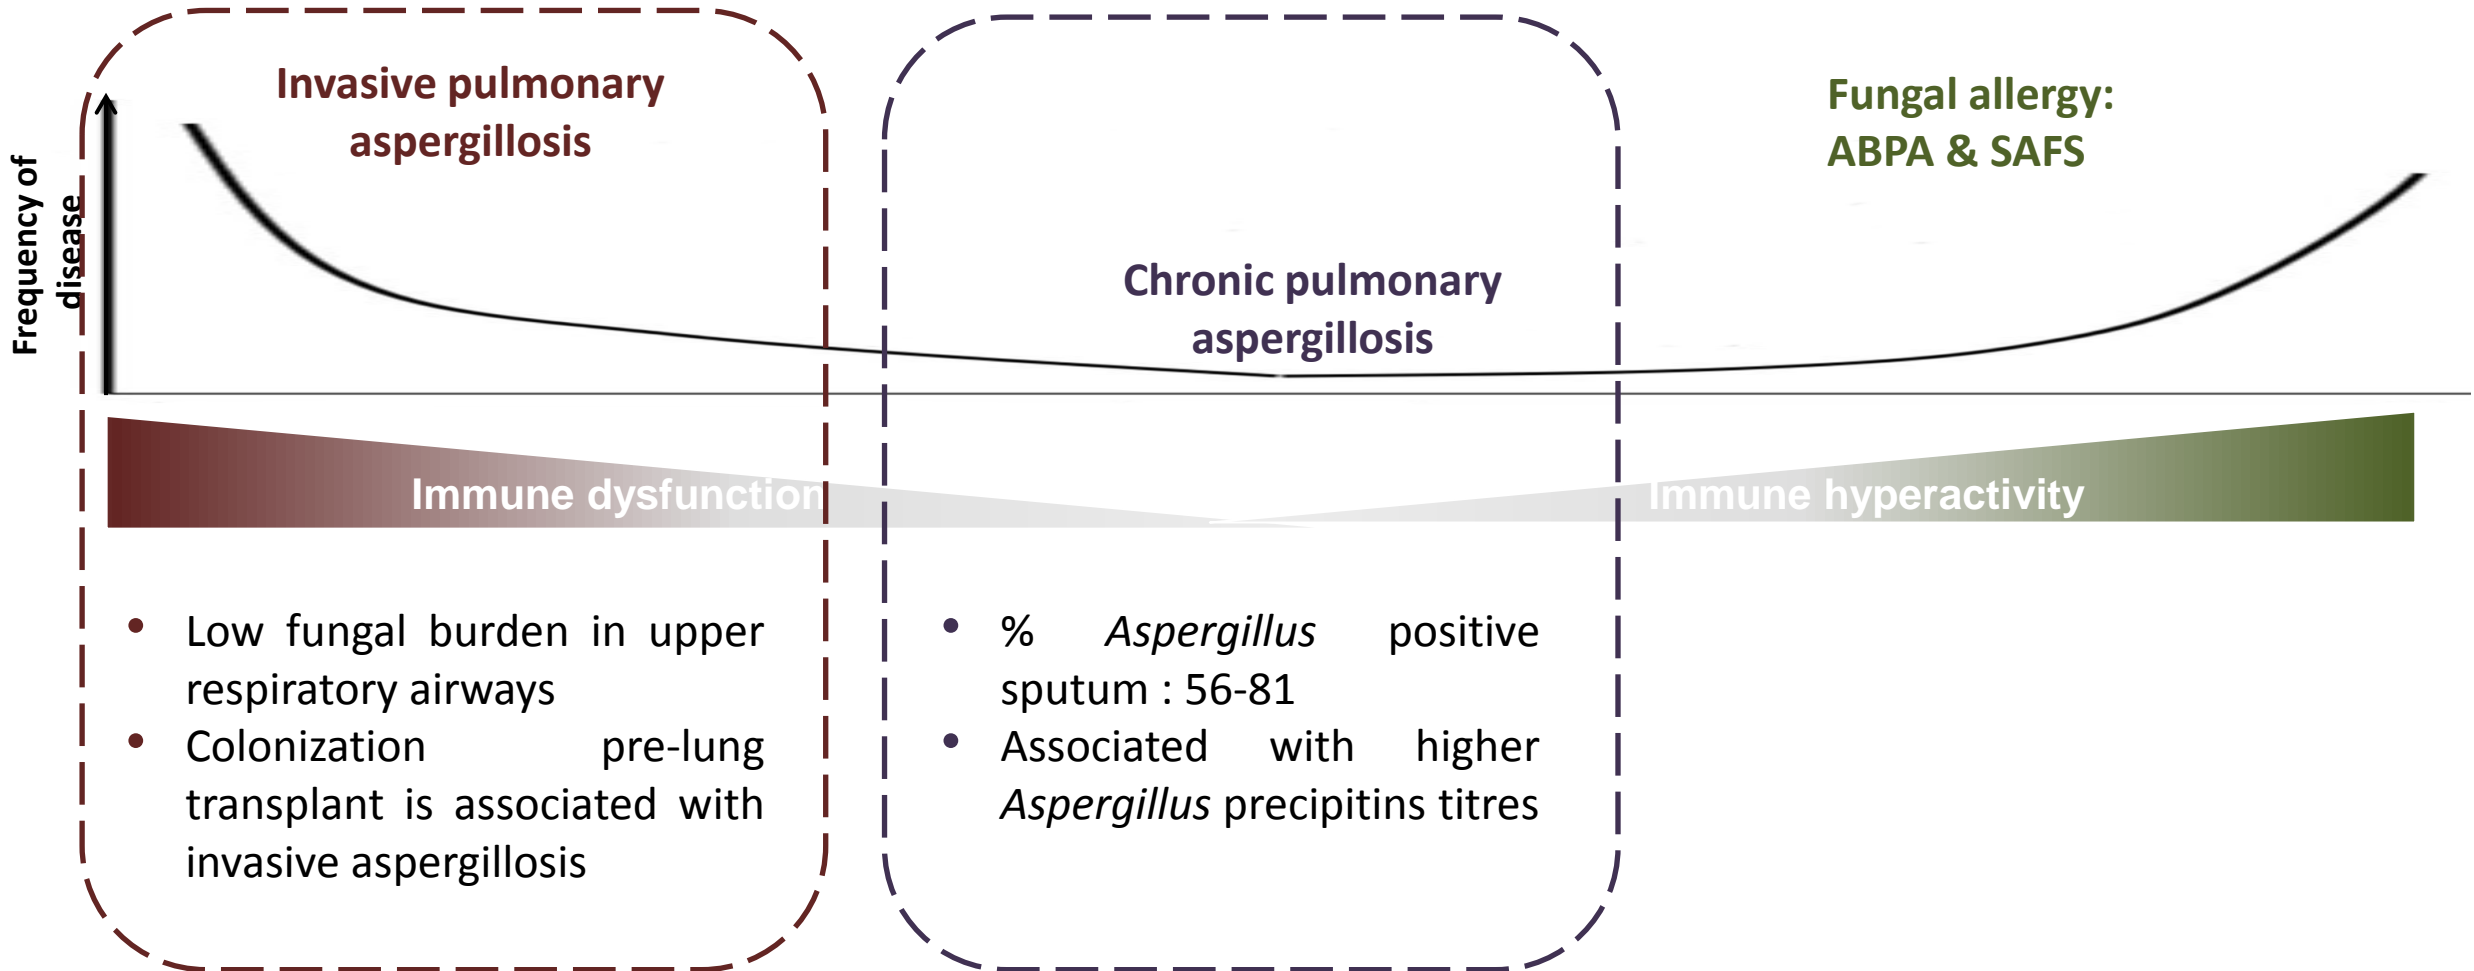 Invasive pulmonary
aspergillosis
Fungal allergy:
ABPA & SAFS
Frequency of
disease
Chronic pulmonary
aspergillosis
Immune dysfunction
Immune hyperactivity
• Low fungal burden in upper
respiratory airways
• Colonization pre-lung
transplant is associated with
invasive aspergillosis
• % Aspergillus positive
sputum : 56-81
• Associated with higher
Aspergillus precipitins titres